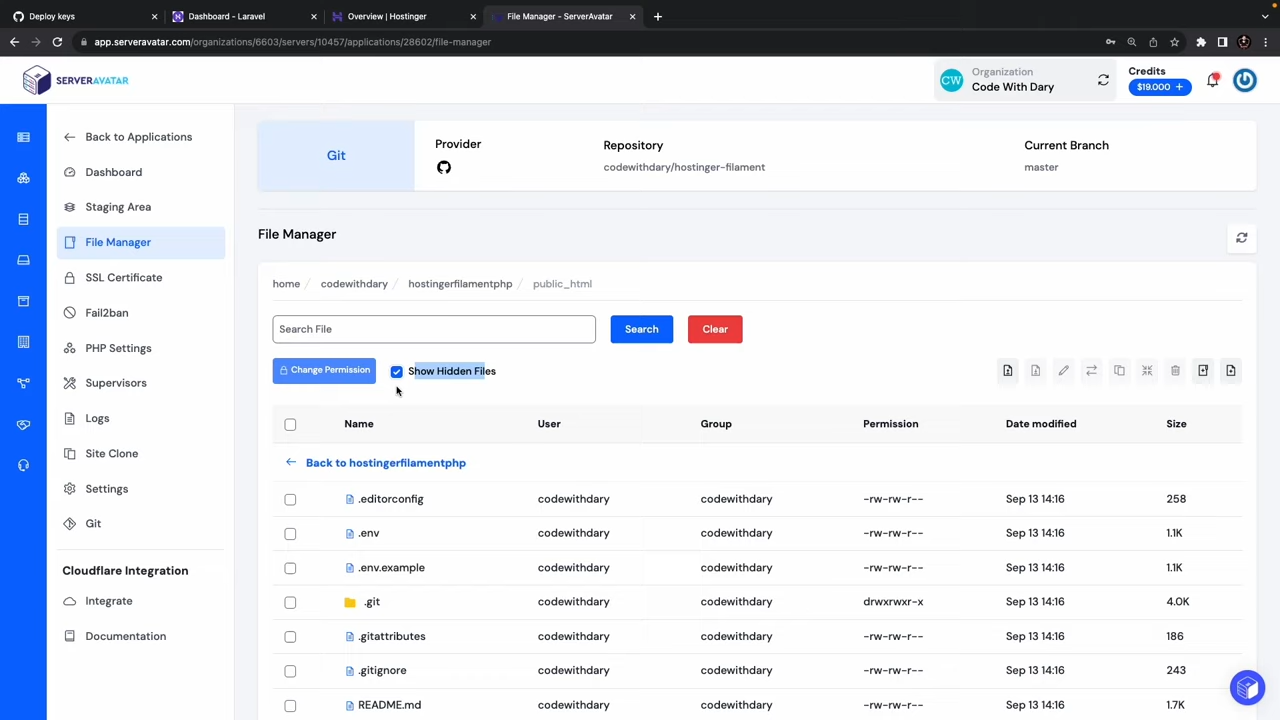 Deploy keys
Dashboard - Laravel
Overview | Hostinger
File Manager - ServerAvatar
app.serveravatar.com/organizations/6603/servers/10457/applications/28602/file-manager
SERVERAVATAR
CW
Organization
Code With Dary
Credits
$19.000 +
Back to Applications
Dashboard
Staging Area
File Manager
SSL Certificate
Fail2ban
PHP Settings
Supervisors
Logs
Site Clone
Settings
Git
Cloudflare Integration
Integrate
Documentation
Git
Provider
Repository
codewithdary/hostinger-filament
Current Branch
master
File Manager
home / codewithdary / hostingerfilamentphp / public_html
Search File
Search
Clear
Change Permission
Show Hidden Files
Name User Group Permission Date modified Size
Back to hostingerfilamentphp
.editorconfig codewithdary codewithdary -rw-rw-r-- Sep 13 14:16 258
.env codewithdary codewithdary -rw-rw-r-- Sep 13 14:16 1.1K
.env.example codewithdary codewithdary -rw-rw-r-- Sep 13 14:16 1.1K
.git codewithdary codewithdary drwxrwxr-x Sep 13 14:16 4.0K
.gitattributes codewithdary codewithdary -rw-rw-r-- Sep 13 14:16 186
.gitignore codewithdary codewithdary -rw-rw-r-- Sep 13 14:16 243
README.md codewithdary codewithdary -rw-rw-r-- Sep 13 14:16 1.7K